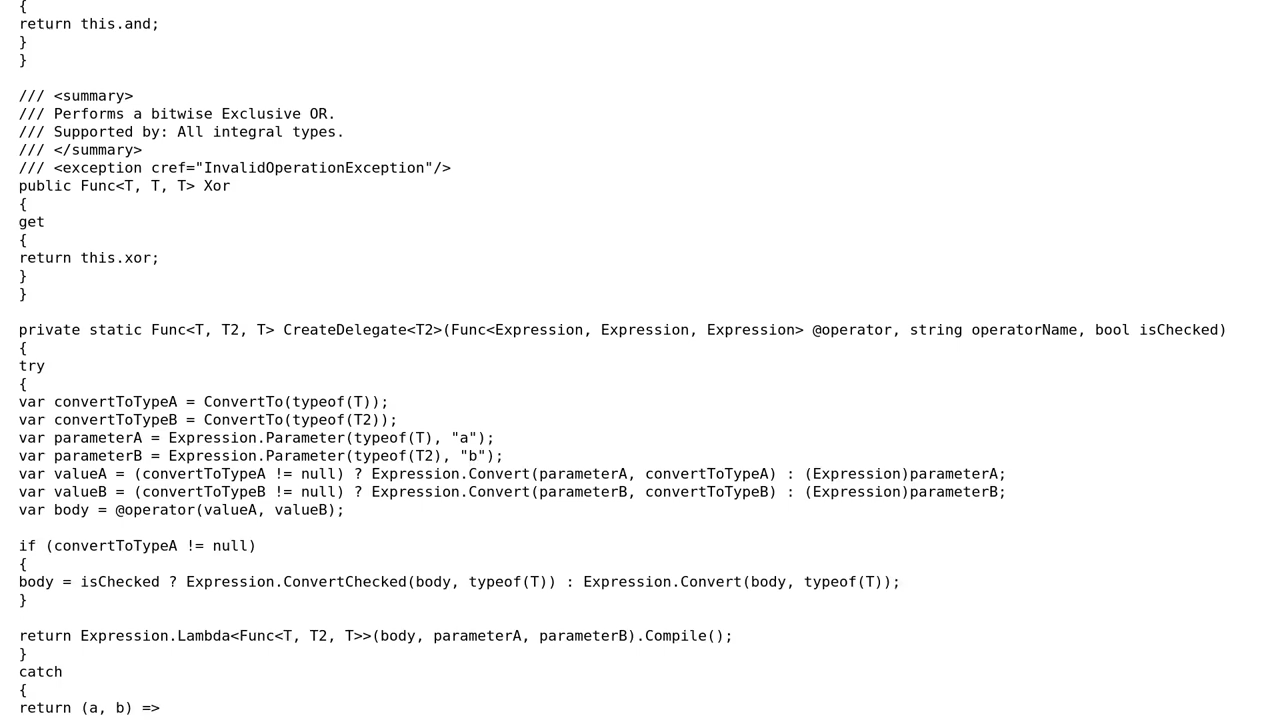 {
return this.and;
}
}

/// <summary>
/// Performs a bitwise Exclusive OR.
/// Supported by: All integral types.
/// </summary>
/// <exception cref="InvalidOperationException"/>
public Func<T, T, T> Xor
{
get
{
return this.xor;
}
}

private static Func<T, T2, T> CreateDelegate<T2>(Func<Expression, Expression, Expression> @operator, string operatorName, bool isChecked)
{
try
{
var convertToTypeA = ConvertTo(typeof(T));
var convertToTypeB = ConvertTo(typeof(T2));
var parameterA = Expression.Parameter(typeof(T), "a");
var parameterB = Expression.Parameter(typeof(T2), "b");
var valueA = (convertToTypeA != null) ? Expression.Convert(parameterA, convertToTypeA) : (Expression)parameterA;
var valueB = (convertToTypeB != null) ? Expression.Convert(parameterB, convertToTypeB) : (Expression)parameterB;
var body = @operator(valueA, valueB);

if (convertToTypeA != null)
{
body = isChecked ? Expression.ConvertChecked(body, typeof(T)) : Expression.Convert(body, typeof(T));
}

return Expression.Lambda<Func<T, T2, T>>(body, parameterA, parameterB).Compile();
}
catch
{
return (a, b) =>